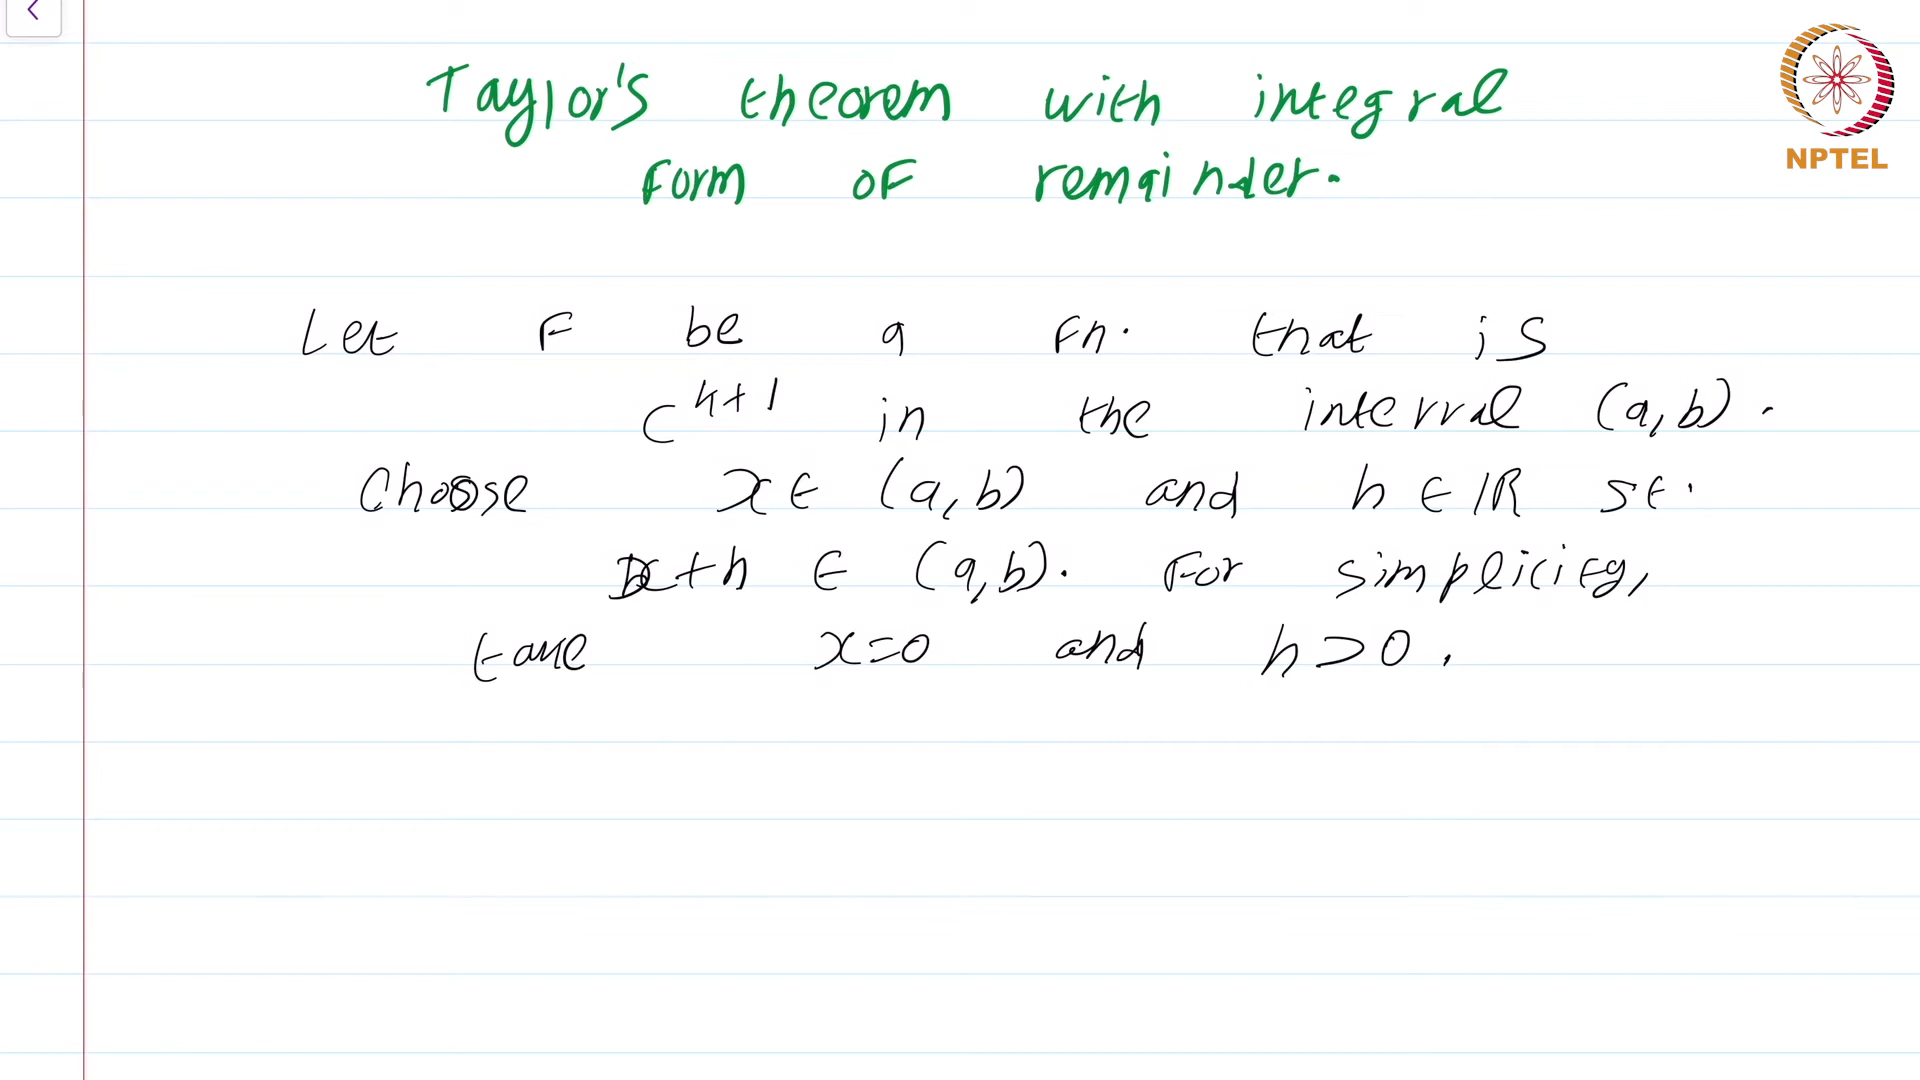 Taylor's theorem with integral
NPTEL
form of remainder.
Let F be a Fn. that is
C^{n+1} in the interval (a,b).
Choose x ∈ (a,b) and h ∈ ℝ st.
x+h ∈ (a,b). For simplicity,
take x=0 and h>0.